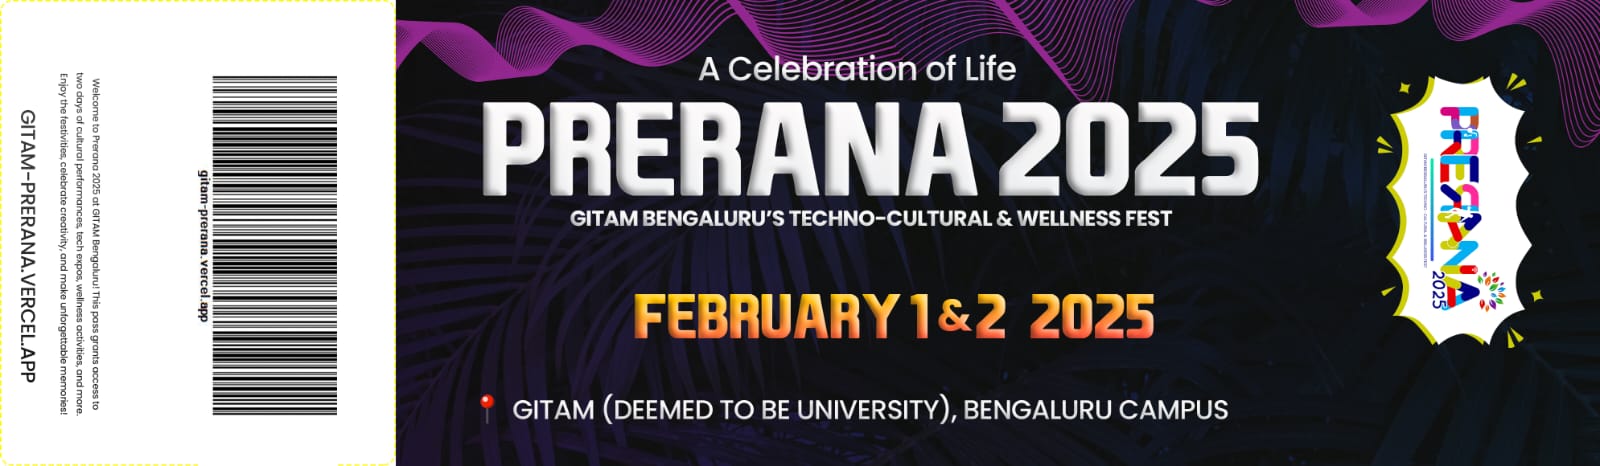 GITAM-PRERANA.VERCEL.APP
Welcome to Prerana 2025 at GITAM Bengaluru! This pass grants access to
two days of cultural performances, tech expos, wellness activities, and more.
Enjoy the festivities, celebrate creativity, and make unforgettable memories!
gitam-prerana.vercel.app
A Celebration of Life
PRERANA 2025
GITAM BENGALURU’S TECHNO-CULTURAL & WELLNESS FEST
FEBRUARY 1 & 2 2025
GITAM (DEEMED TO BE UNIVERSITY), BENGALURU CAMPUS
PRERANA
2025